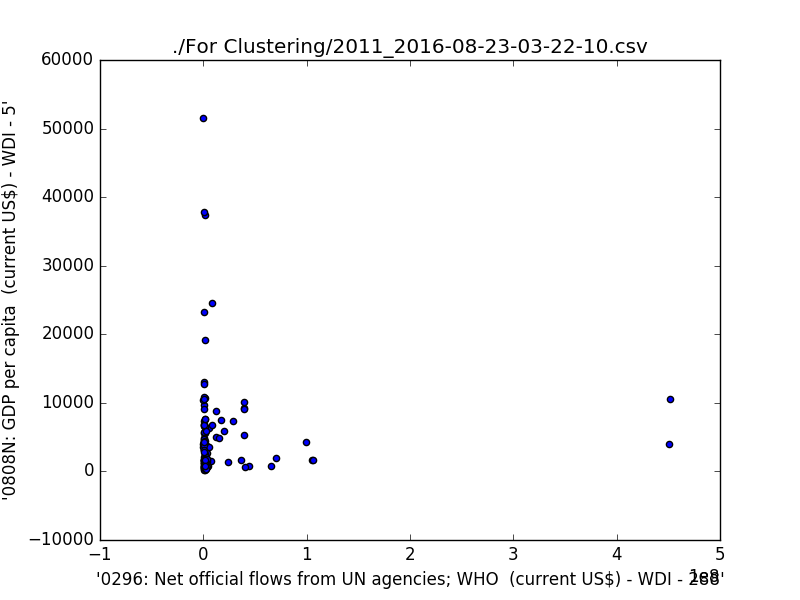 ./For Clustering/2011_2016-08-23-03-22-10.csv
60000
50000
40000
30000
20000
10000
0
−10000
'0808N: GDP per capita (current US$) - WDI - 5'
−1 0 1 2 3 4 5
'0296: Net official flows from UN agencies; WHO (current US$) - WDI -